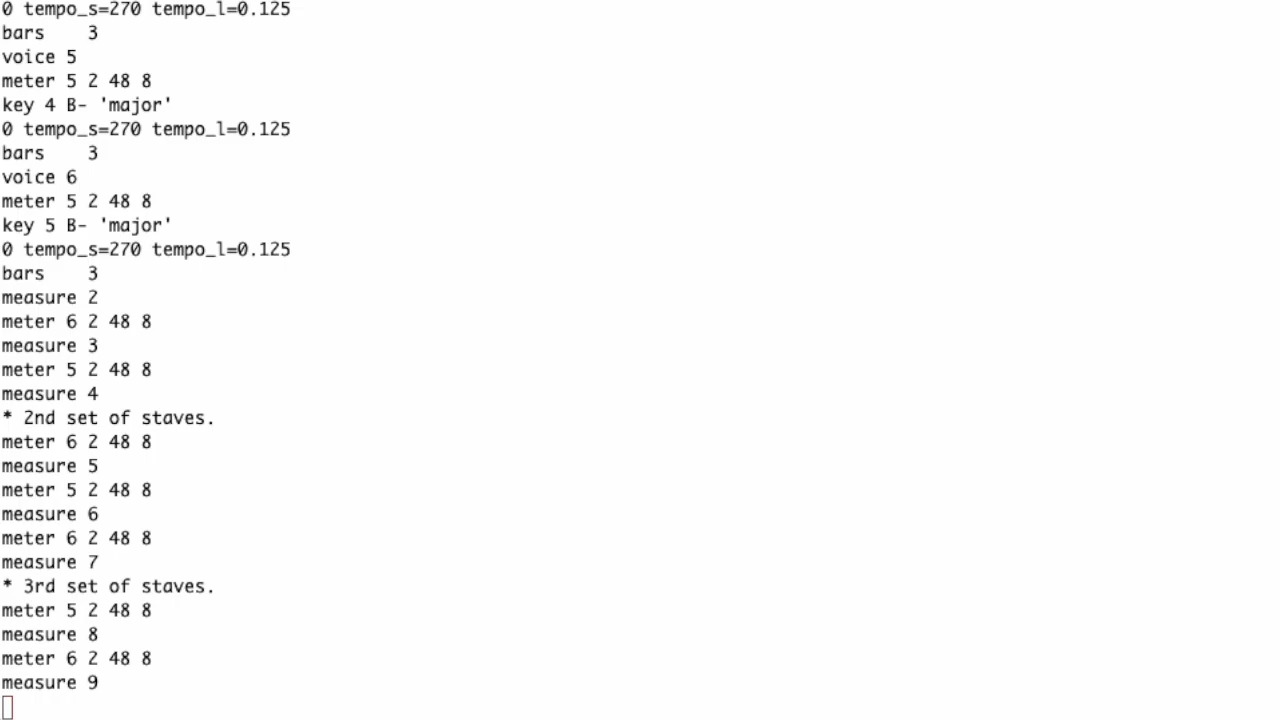 0 tempo_s=270 tempo_l=0.125
bars    3
voice 5
meter 5 2 48 8
key 4 B- 'major'
0 tempo_s=270 tempo_l=0.125
bars    3
voice 6
meter 5 2 48 8
key 5 B- 'major'
0 tempo_s=270 tempo_l=0.125
bars    3
measure 2
meter 6 2 48 8
measure 3
meter 5 2 48 8
measure 4
* 2nd set of staves.
meter 6 2 48 8
measure 5
meter 5 2 48 8
measure 6
meter 6 2 48 8
measure 7
* 3rd set of staves.
meter 5 2 48 8
measure 8
meter 6 2 48 8
measure 9